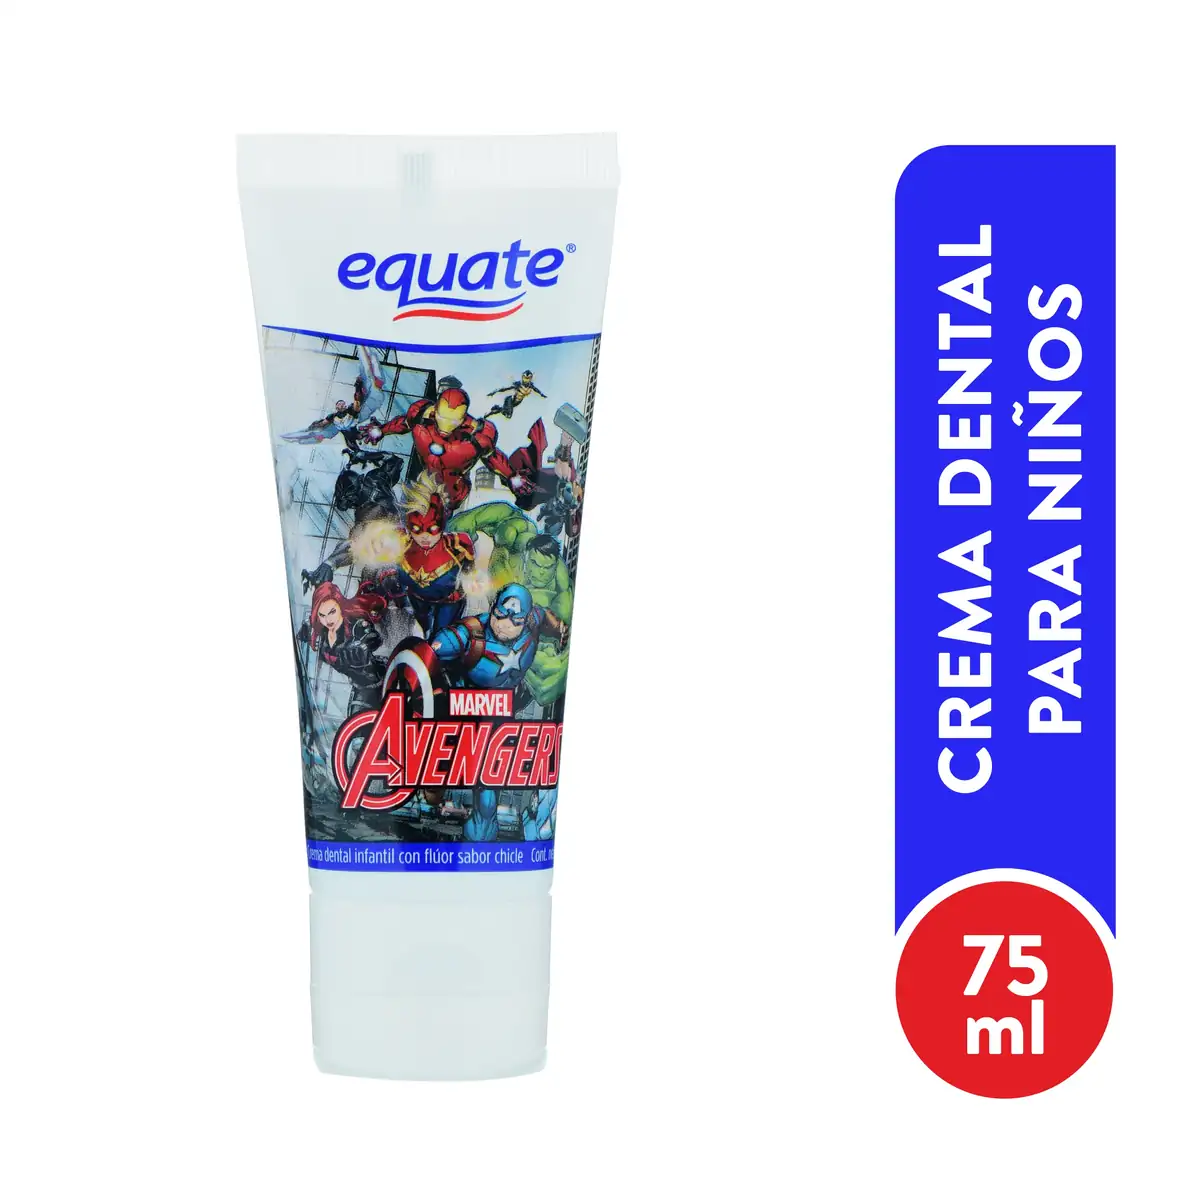 equate®
MARVEL
AVENGERS
crema dental infantil con flúor sabor chicle Cont.
CREMA DENTAL
PARA NIÑOS
75
ml